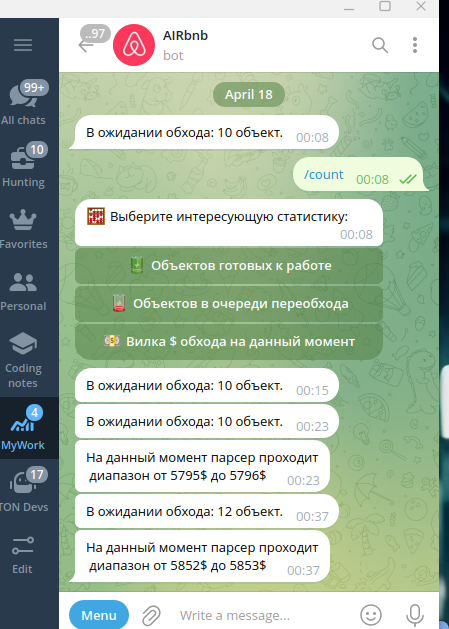 ..97
AIRbnb
bot
99+
All chats
10
Hunting
Favorites
Personal
Coding
notes
4
MyWork
17
TON Devs
Edit
April 18
В ожидании обхода: 10 объект. 00:08
/count 00:08
Выберите интересующую статистику:
00:08
Объектов готовых к работе
Объектов в очереди переобхода
Вилка $ обхода на данный момент
В ожидании обхода: 10 объект. 00:15
В ожидании обхода: 10 объект. 00:23
На данный момент парсер проходит
диапазон от 5795$ до 5796$ 00:23
В ожидании обхода: 12 объект. 00:37
На данный момент парсер проходит
диапазон от 5852$ до 5853$ 00:37
Menu
Write a message...